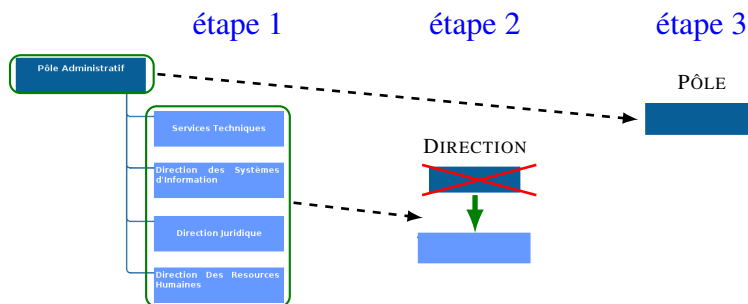 étape 1
étape 2
étape 3
Pôle Administratif
PÔLE
Services Techniques
DIRECTION
Direction des Systèmes
d'Information
Direction Juridique
Direction Des Resources
Humaines